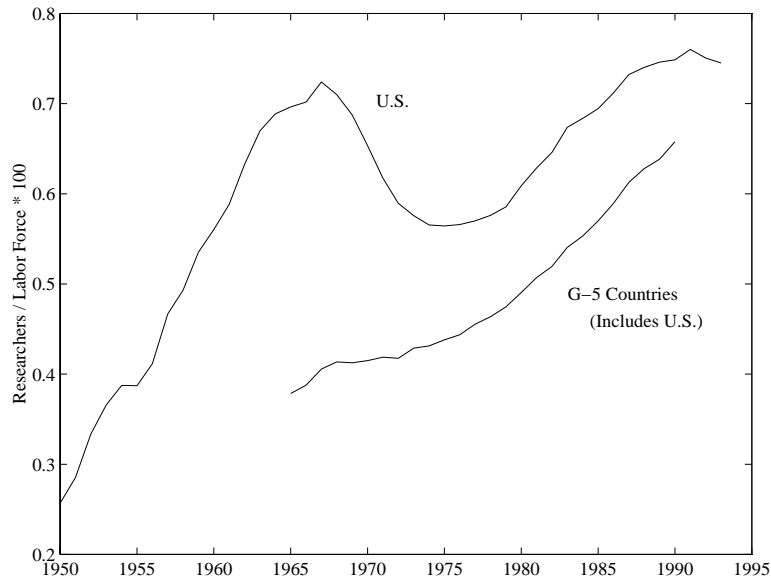 0.8
0.7
0.6
0.5
0.4
0.3
0.2
Researchers / Labor Force * 100
U.S.
G−5 Countries
(Includes U.S.)
1950 1955 1960 1965 1970 1975 1980 1985 1990 1995